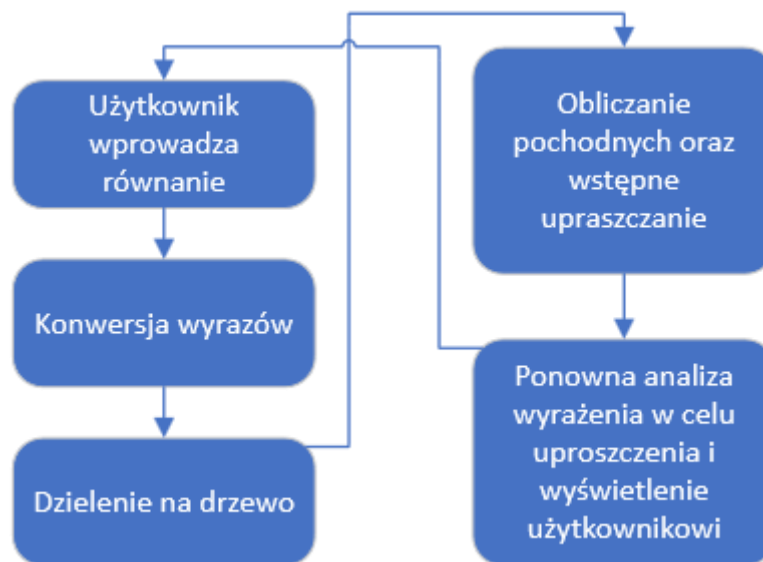 Użytkownik
wprowadza
równanie
Konwersja wyrazów
Dzielenie na drzewo
Obliczanie
pochodnych oraz
wstępne
upraszczanie
Ponowna analiza
wyrażenia w celu
uproszczenia i
wyświetlenie
użytkownikowi